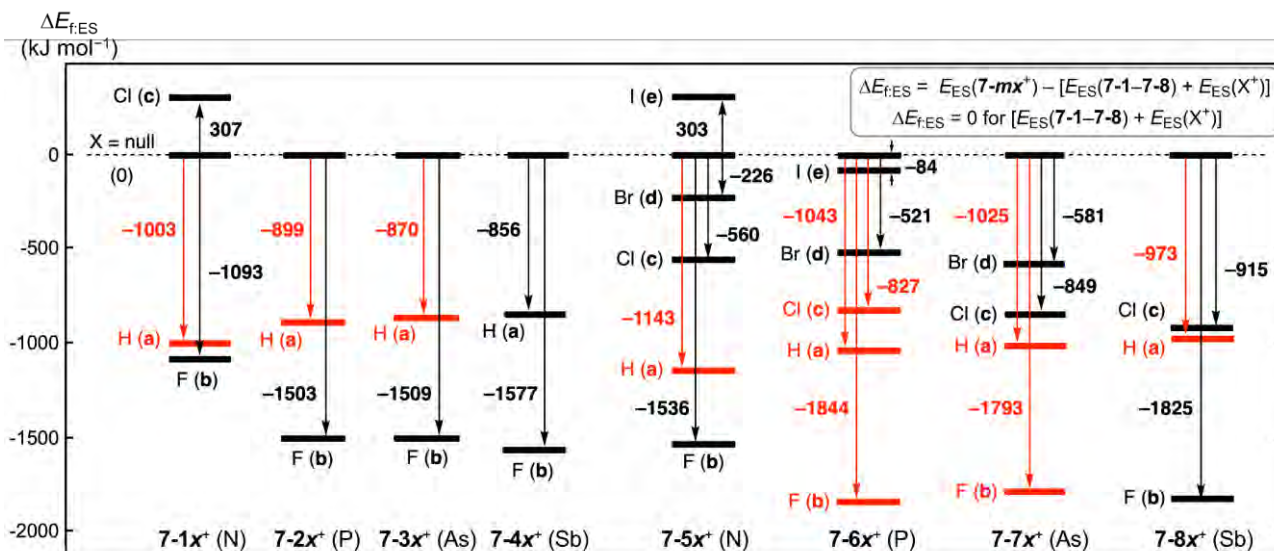 ΔE_f:ES
(kJ mol⁻¹)
ΔE_f:ES = E_ES(7-mx⁺) – [E_ES(7-1–7-8) + E_ES(X⁺)]
ΔE_f:ES = 0 for [E_ES(7-1–7-8) + E_ES(X⁺)]
Cl (c)
307
X = null
0
(0)
–1003
–1093
H (a)
F (b)
–899
H (a)
–1503
F (b)
–870
H (a)
–1509
F (b)
–856
H (a)
–1577
F (b)
I (e)
303
–226
Br (d)
–560
Cl (c)
–1143
H (a)
–1536
F (b)
I (e)
–84
–1043
–521
Br (d)
–827
Cl (c)
H (a)
–1844
F (b)
–1025
–581
Br (d)
–849
Cl (c)
H (a)
–1793
F (b)
–973
–915
Cl (c)
H (a)
–1825
F (b)
-500
-1000
-1500
-2000
7-1x⁺ (N) 7-2x⁺ (P) 7-3x⁺ (As) 7-4x⁺ (Sb) 7-5x⁺ (N) 7-6x⁺ (P) 7-7x⁺ (As) 7-8x⁺ (Sb)